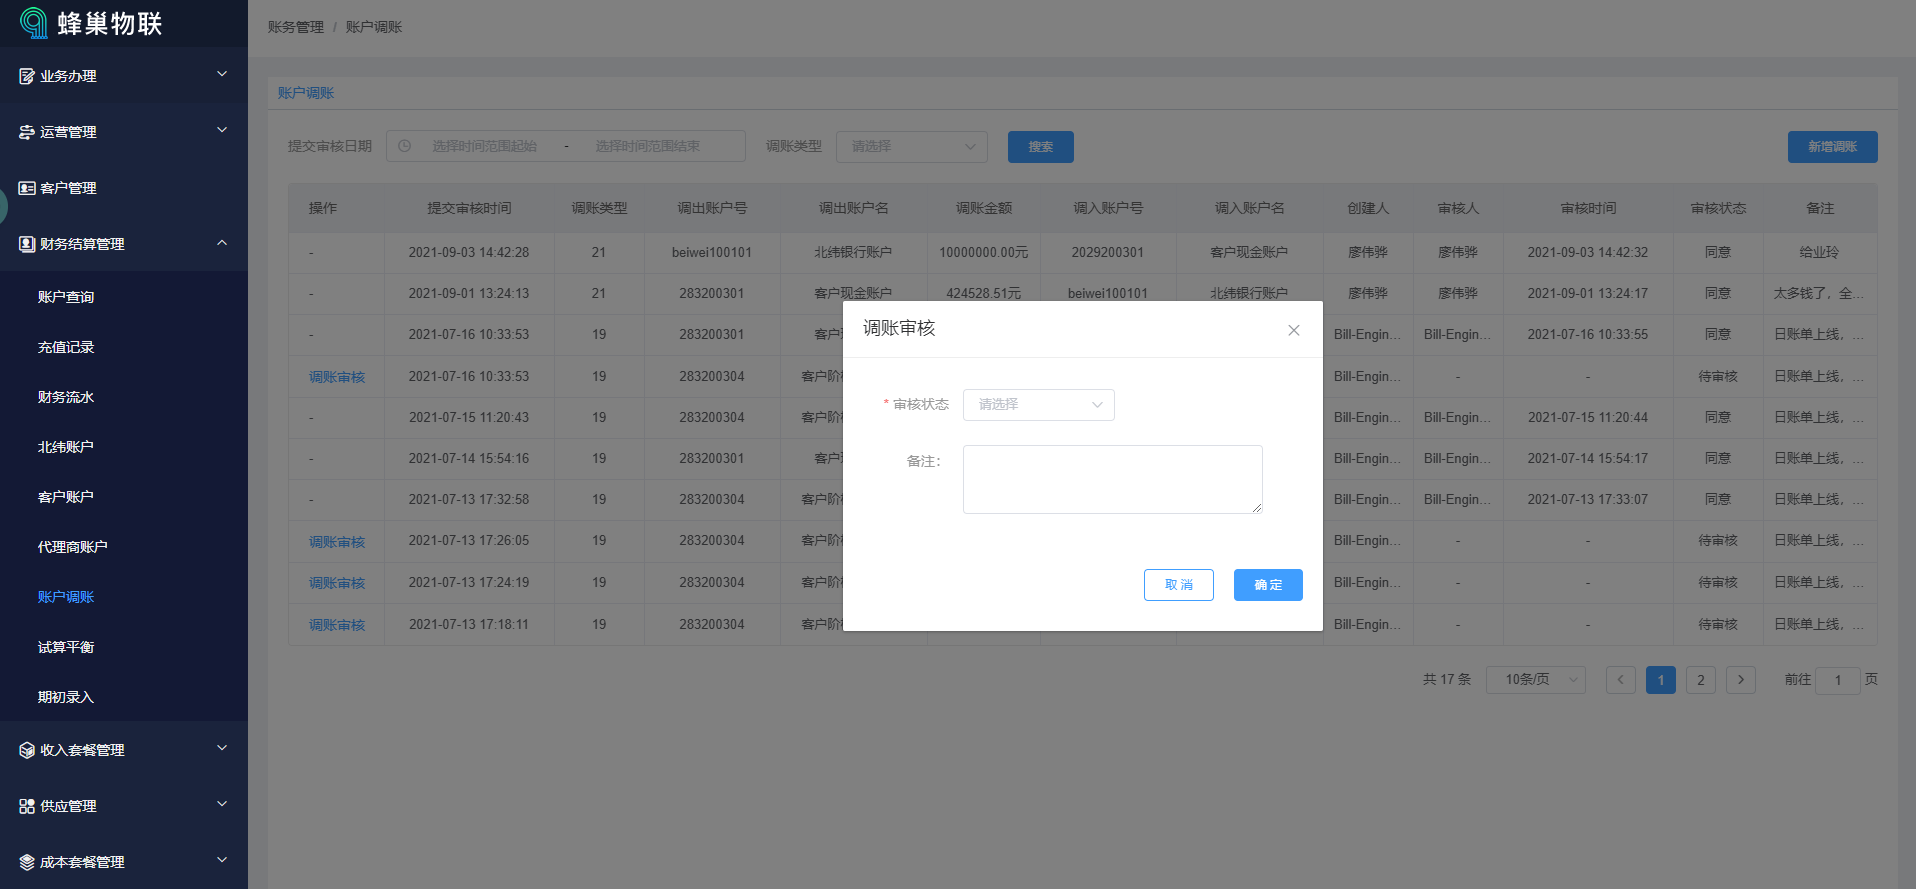 蜂巢物联
业务办理
运营管理
客户管理
财务结算管理
账户查询
充值记录
财务流水
北纬账户
客户账户
代理商账户
账户调账
试算平衡
期初录入
收入套餐管理
供应管理
成本套餐管理
账务管理 / 账户调账
账户调账
提交审核日期 选择时间范围起始 - 选择时间范围结束 调账类型 请选择 搜索 新增调账
操作 提交审核时间 调账类型 调出账户号 调出账户名 调账金额 调入账户号 调入账户名 创建人 审核人 审核时间 审核状态 备注
- 2021-09-03 14:42:28 21 beiwei100101 北纬银行账户 10000000.00元 2029200301 客户现金账户 廖伟骅 廖伟骅 2021-09-03 14:42:32 同意 给业玲
- 2021-09-01 13:24:13 21 283200301 客户现金账户 424528.51元 beiwei100101 北纬银行账户 廖伟骅 廖伟骅 2021-09-01 13:24:17 同意 太多钱了，全...
- 2021-07-16 10:33:53 19 283200301 客户 Bill-Engin... Bill-Engin... 2021-07-16 10:33:55 同意 日账单上线，...
调账审核 2021-07-16 10:33:53 19 283200304 客户阶 Bill-Engin... - - 待审核 日账单上线，...
- 2021-07-15 11:20:43 19 283200304 客户阶 Bill-Engin... Bill-Engin... 2021-07-15 11:20:44 同意 日账单上线，...
- 2021-07-14 15:54:16 19 283200301 客户 Bill-Engin... Bill-Engin... 2021-07-14 15:54:17 同意 日账单上线，...
- 2021-07-13 17:32:58 19 283200304 客户阶 Bill-Engin... Bill-Engin... 2021-07-13 17:33:07 同意 日账单上线，...
调账审核 2021-07-13 17:26:05 19 283200304 客户阶 Bill-Engin... - - 待审核 日账单上线，...
调账审核 2021-07-13 17:24:19 19 283200304 客户阶 Bill-Engin... - - 待审核 日账单上线，...
调账审核 2021-07-13 17:18:11 19 283200304 客户阶 Bill-Engin... - - 待审核 日账单上线，...
共 17 条 10条/页 1 2 前往 1 页
调账审核
* 审核状态 请选择
备注：
取消 确定